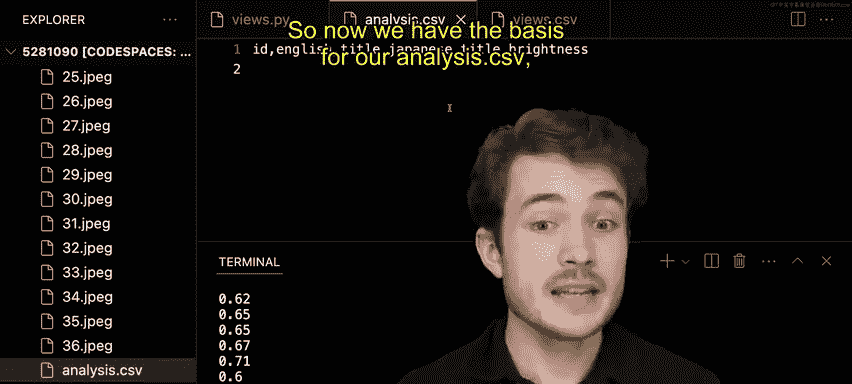 EXPLORER
views.py
analysis.csv
views.csv
5281090 [CODESPACES: ...
25.jpeg
26.jpeg
27.jpeg
28.jpeg
29.jpeg
30.jpeg
31.jpeg
32.jpeg
33.jpeg
34.jpeg
35.jpeg
36.jpeg
analysis.csv
1 id,english_title,japanese_title,brightness
2
So now we have the basis
for our analysis.csv,
TERMINAL
0.62
0.65
0.65
0.67
0.71
0.6